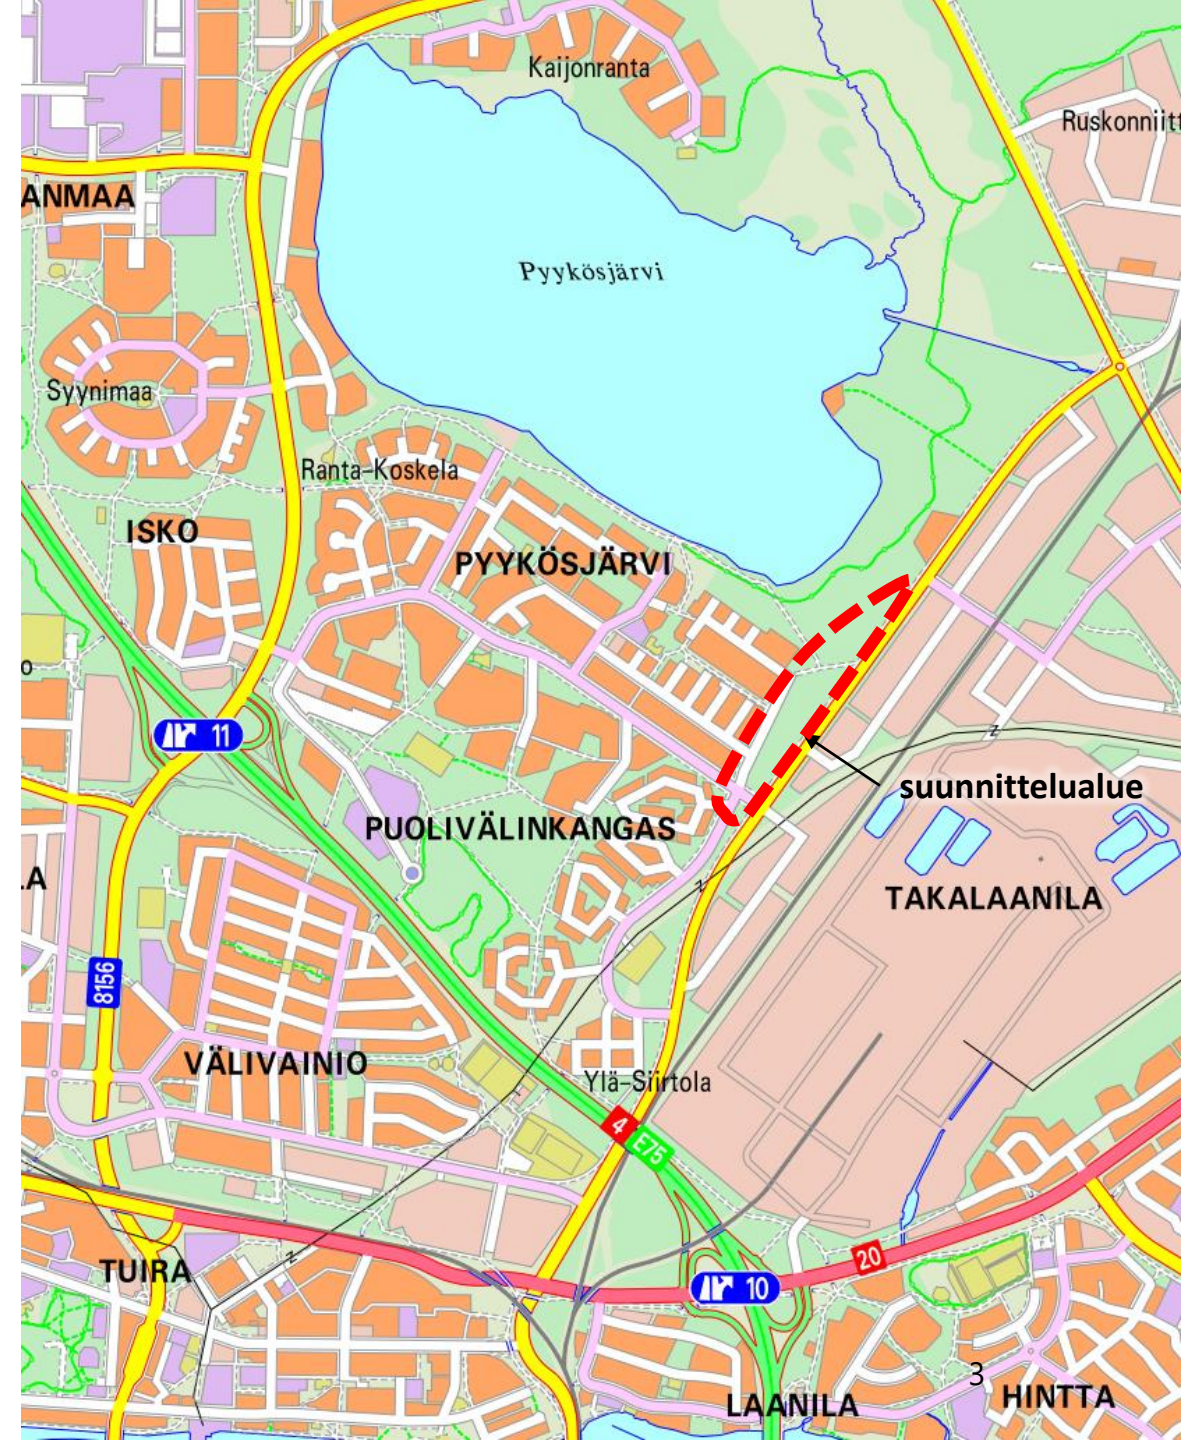 Kaijonranta
Ruskonniitt
ANMAA
Pyykösjärvi
Syynimaa
Ranta-Koskela
ISKO
PYYKÖSJÄRVI
o
11
z
suunnittelualue
PUOLIVÄLINKANGAS
LA
z
TAKALAANILA
8156
VÄLIVAINIO
Ylä-Siirtola
4
E75
TUIRA
z
20
10
3
LAANILA
HINTTA